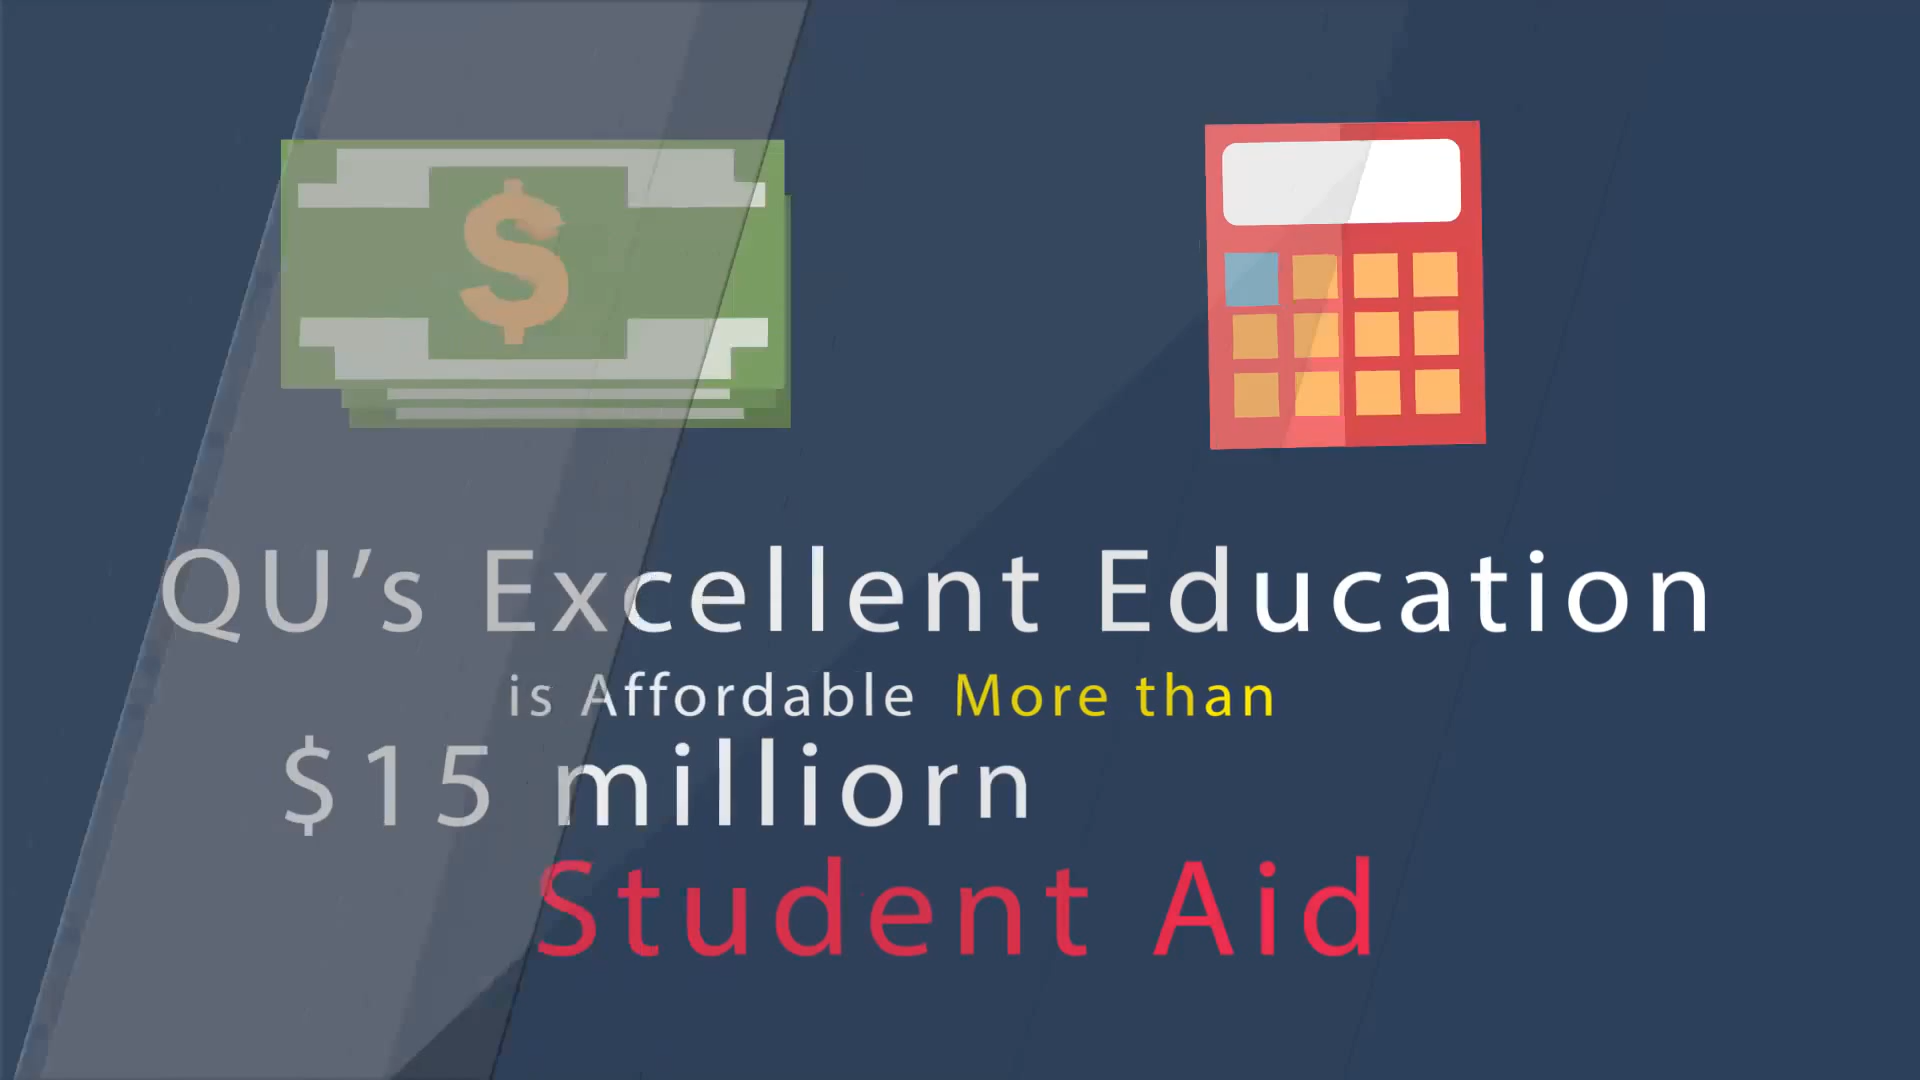 $
QU’s Excellent Education
is Affordable More than
$15 milliorn
Student Aid